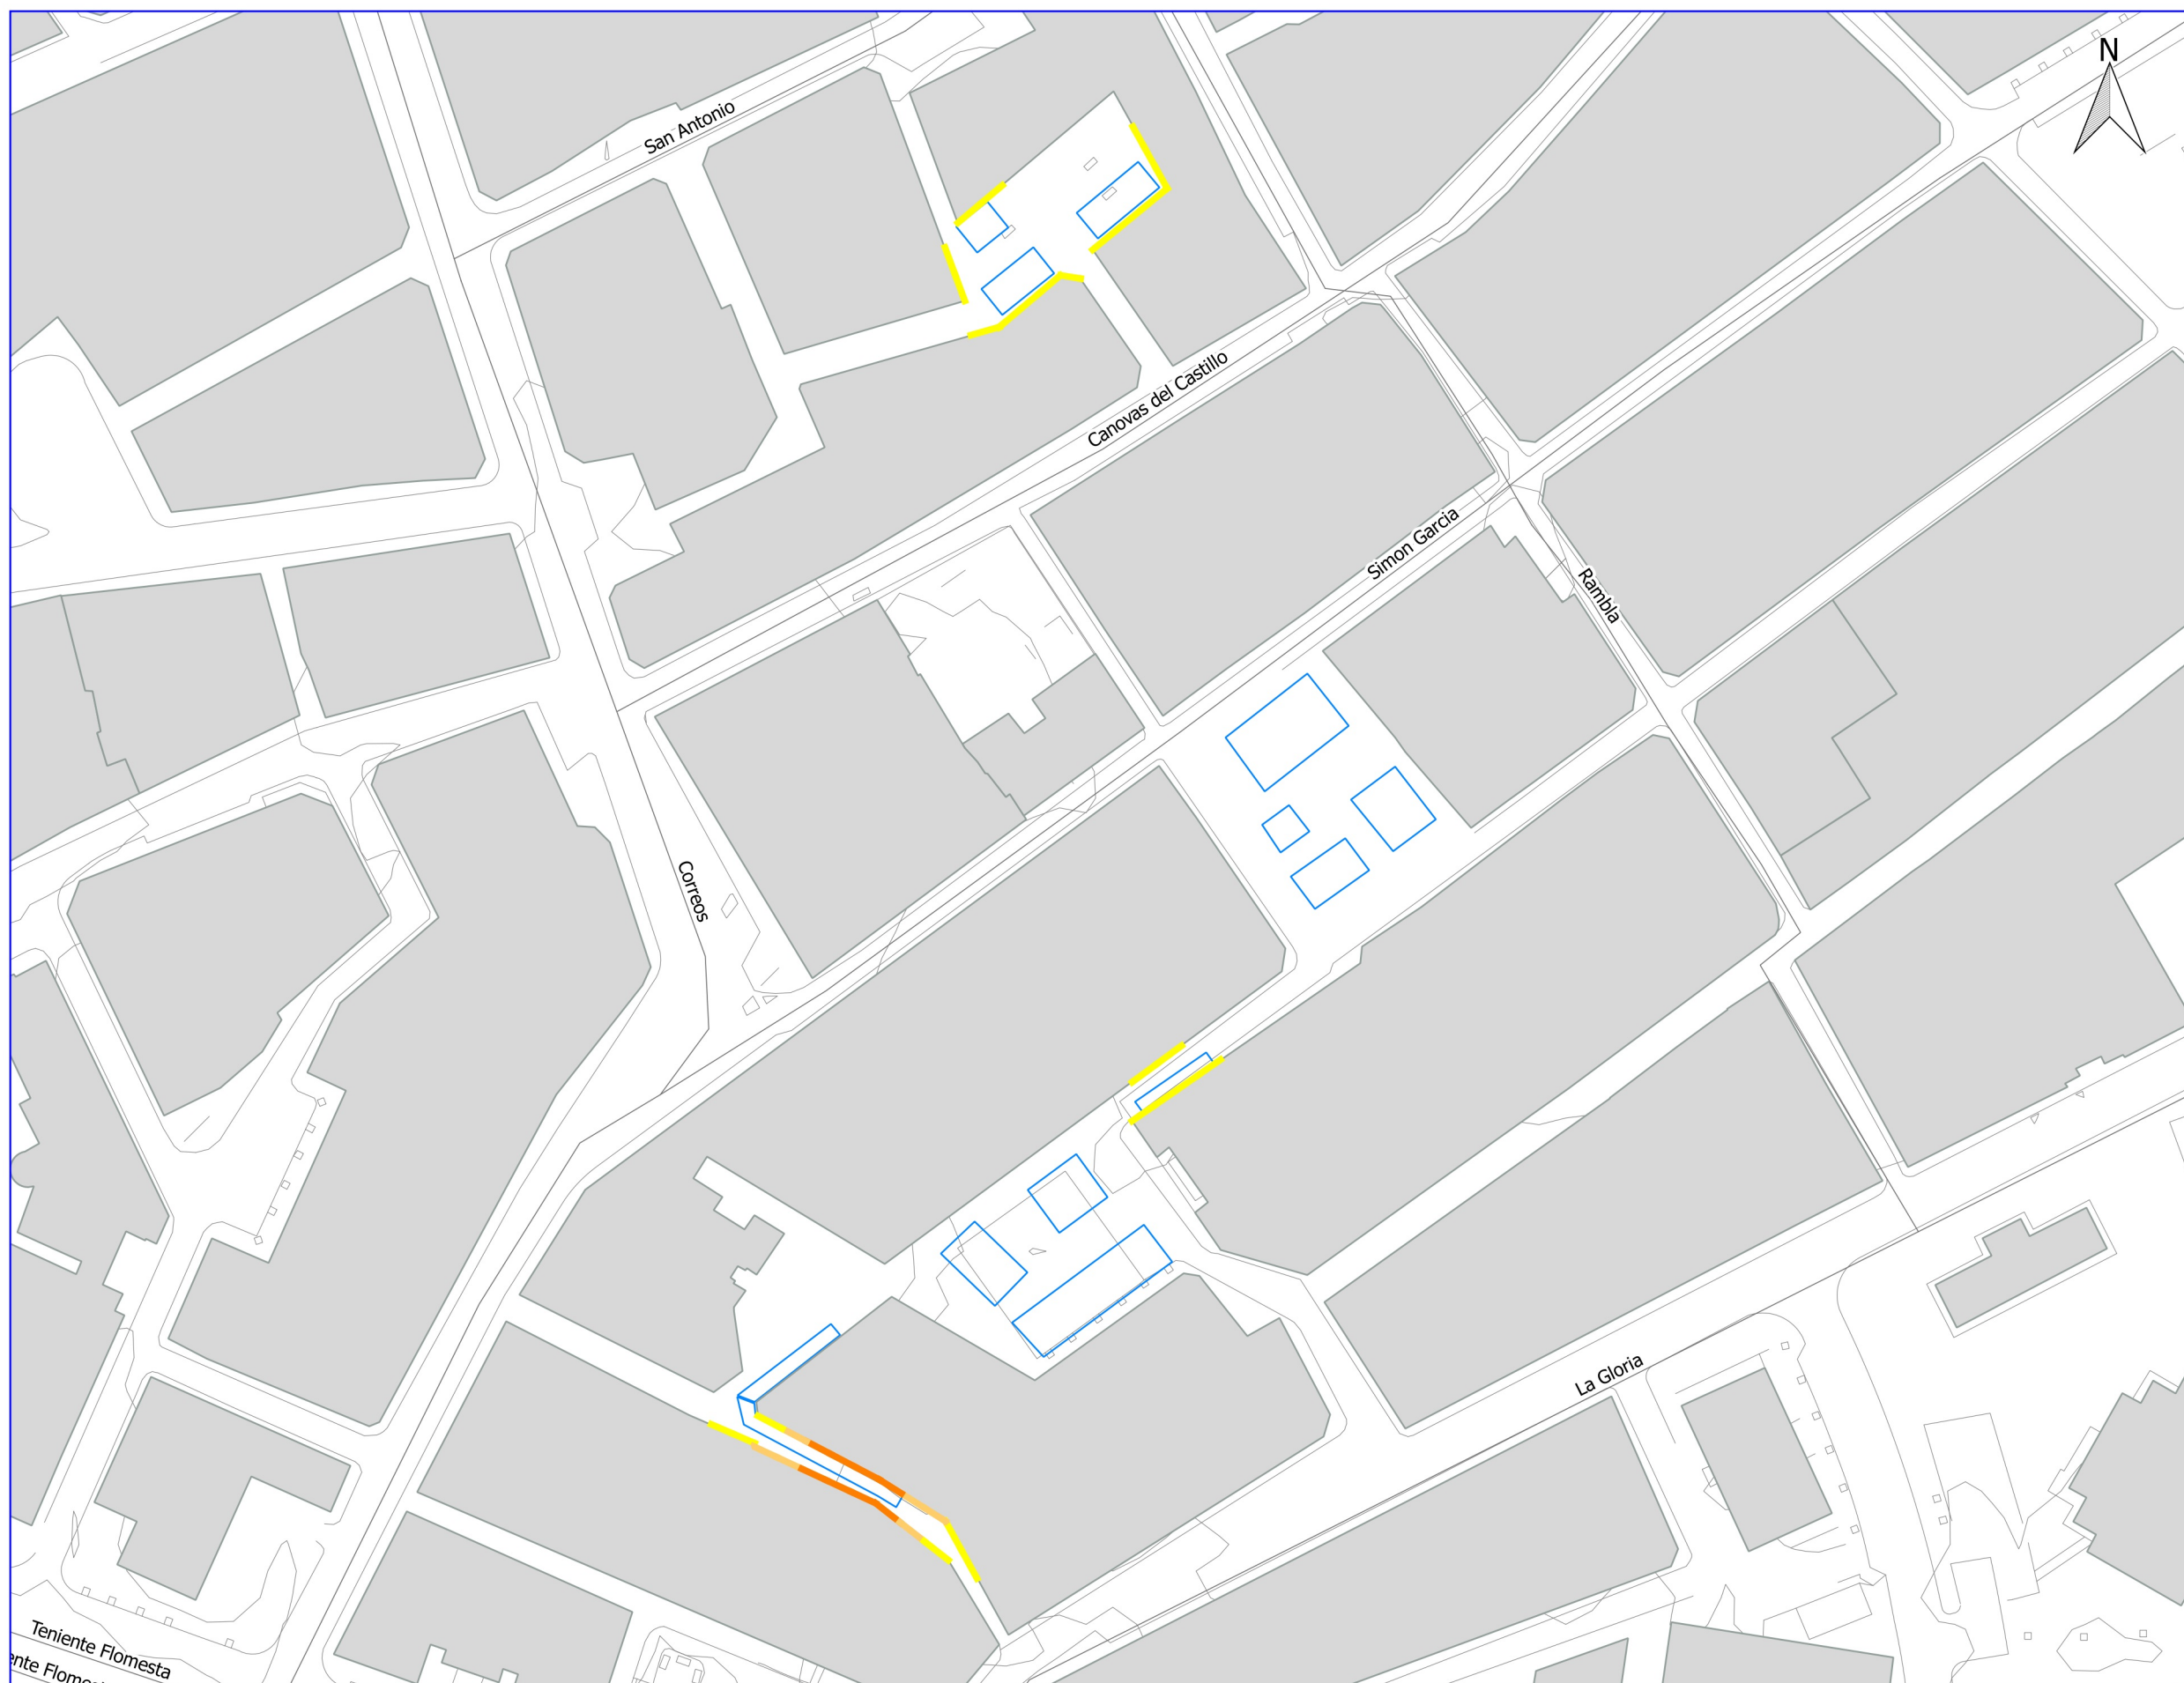 N
San Antonio
Canovas del Castillo
Simon Garcia
Rambla
Correos
La Gloria
Teniente Flomesta